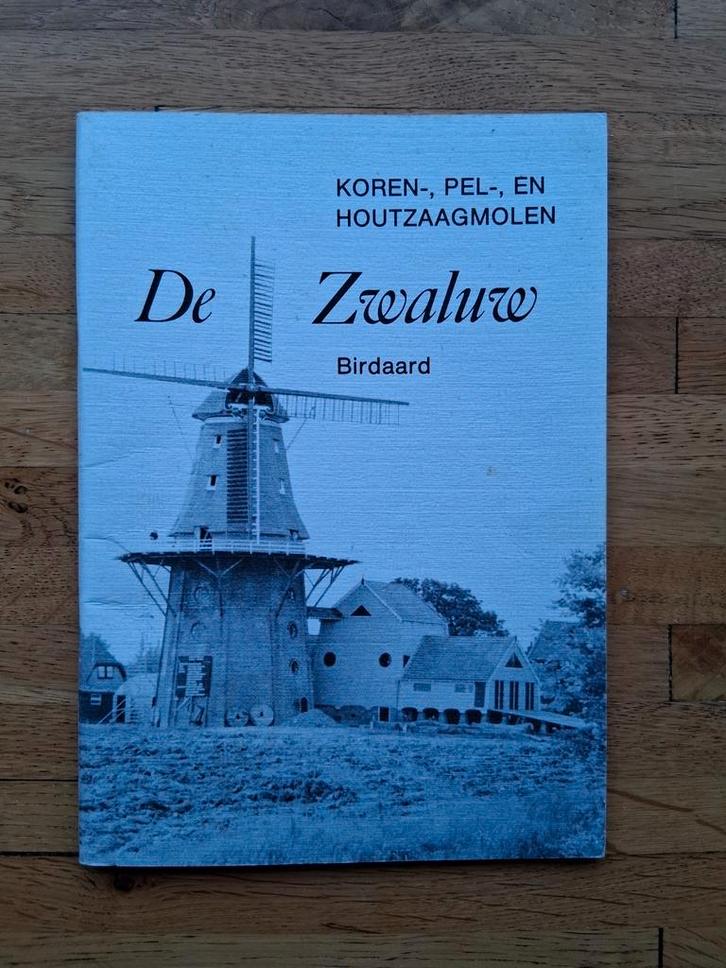 KOREN-, PEL-, EN
HOUTZAAGMOLEN
De Zwaluw
Birdaard